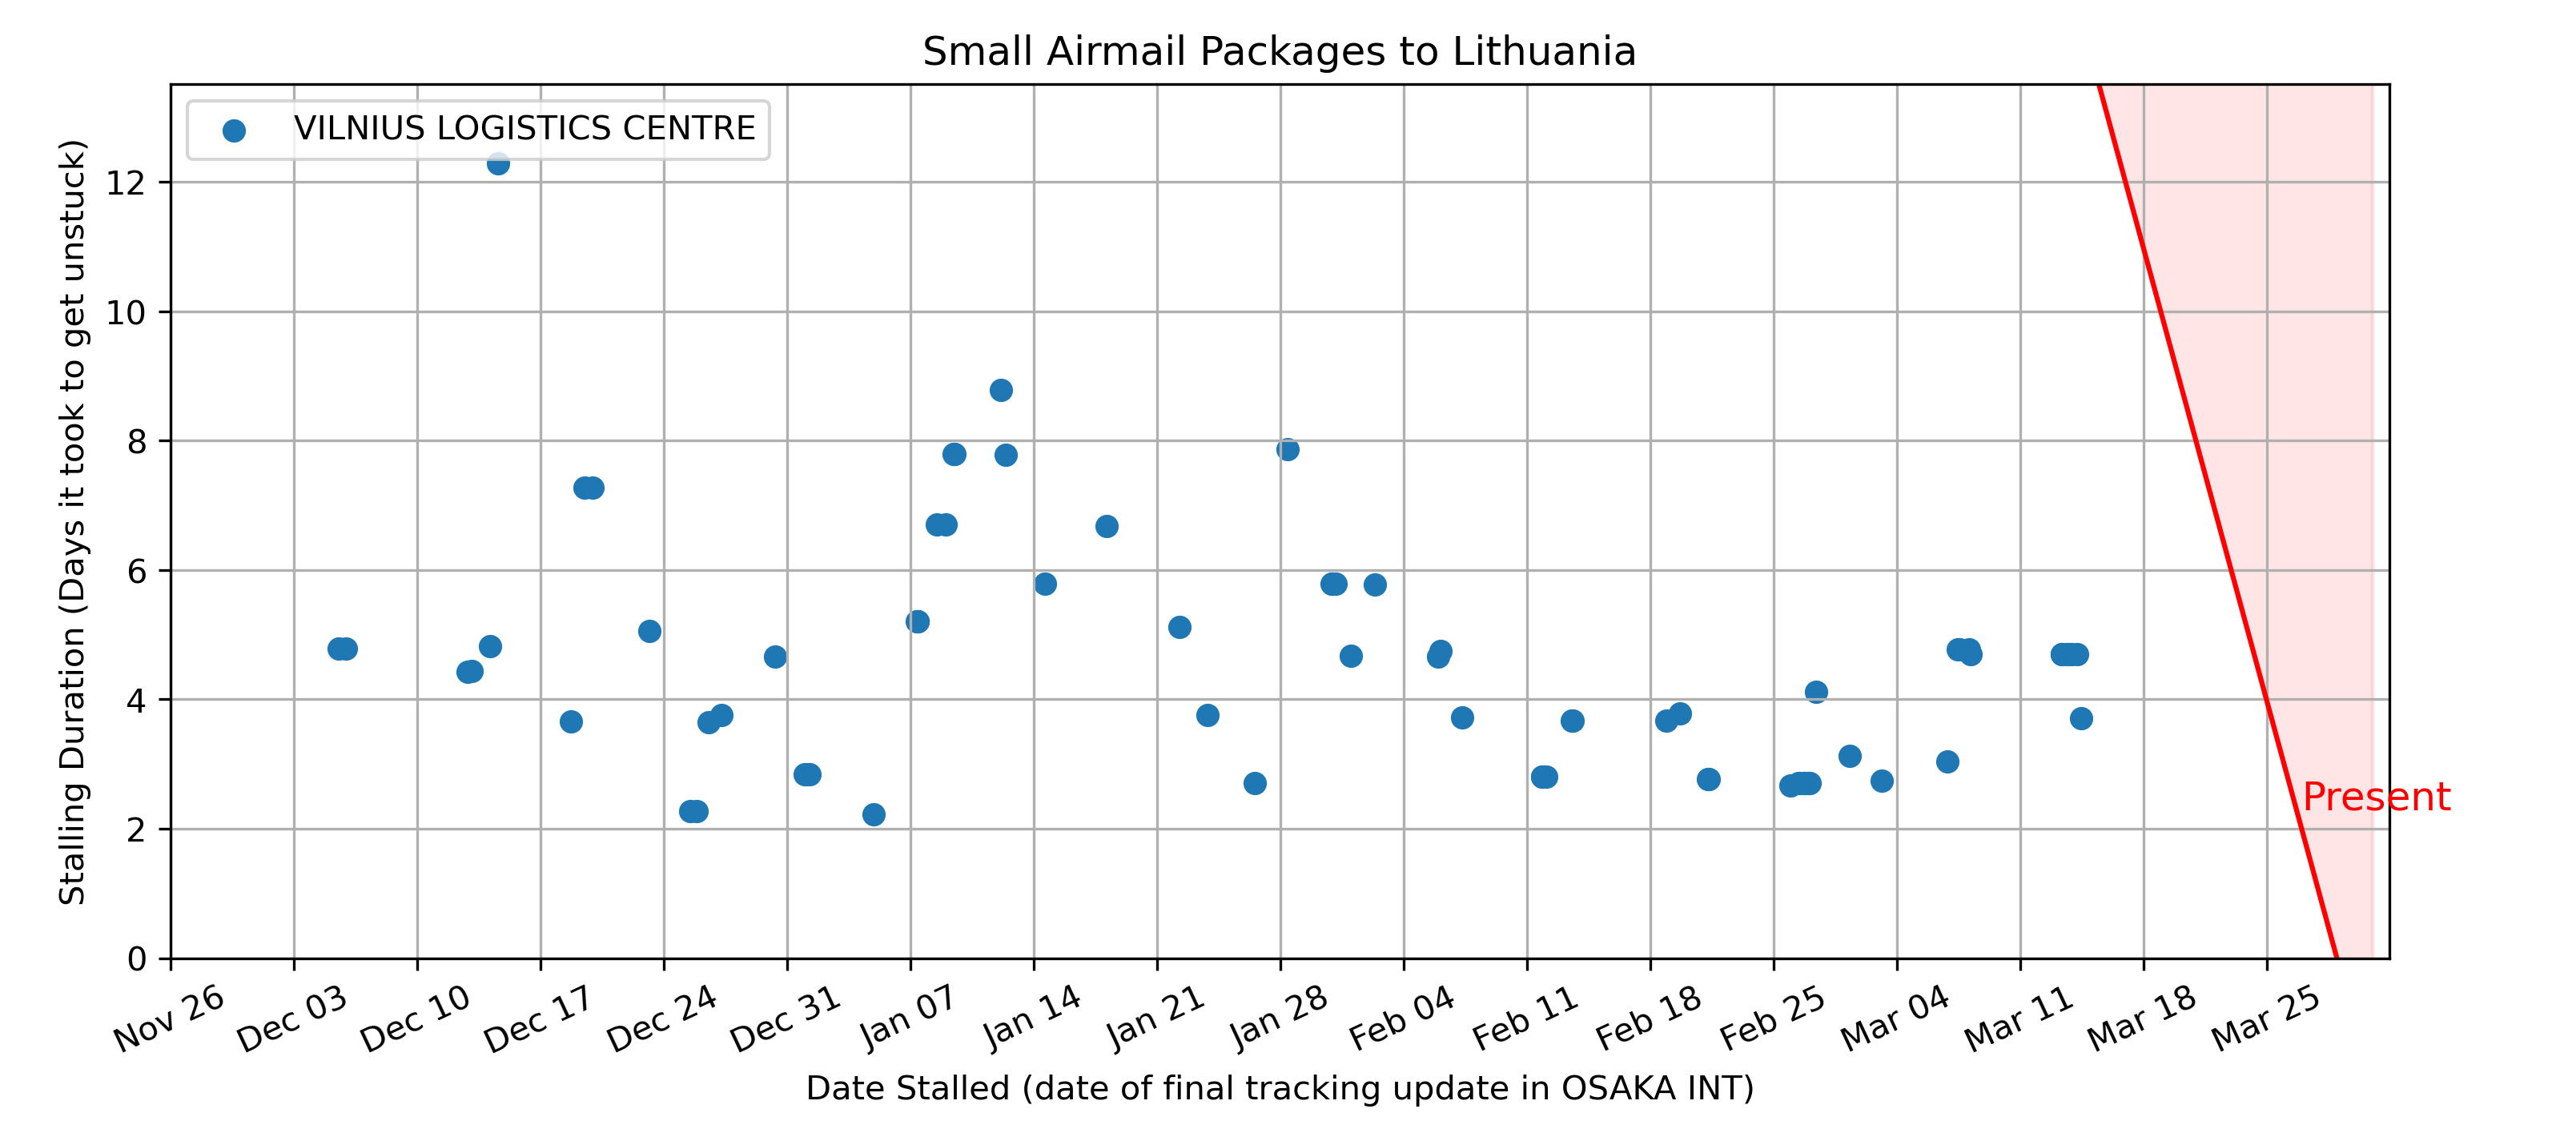 Small Airmail Packages to Lithuania
VILNIUS LOGISTICS CENTRE
Stalling Duration (Days it took to get unstuck)
12
10
8
6
4
2
0
Present
Nov 26
Dec 03
Dec 10
Dec 17
Dec 24
Dec 31
Jan 07
Jan 14
Jan 21
Jan 28
Feb 04
Feb 11
Feb 18
Feb 25
Mar 04
Mar 11
Mar 18
Mar 25
Date Stalled (date of final tracking update in OSAKA INT)